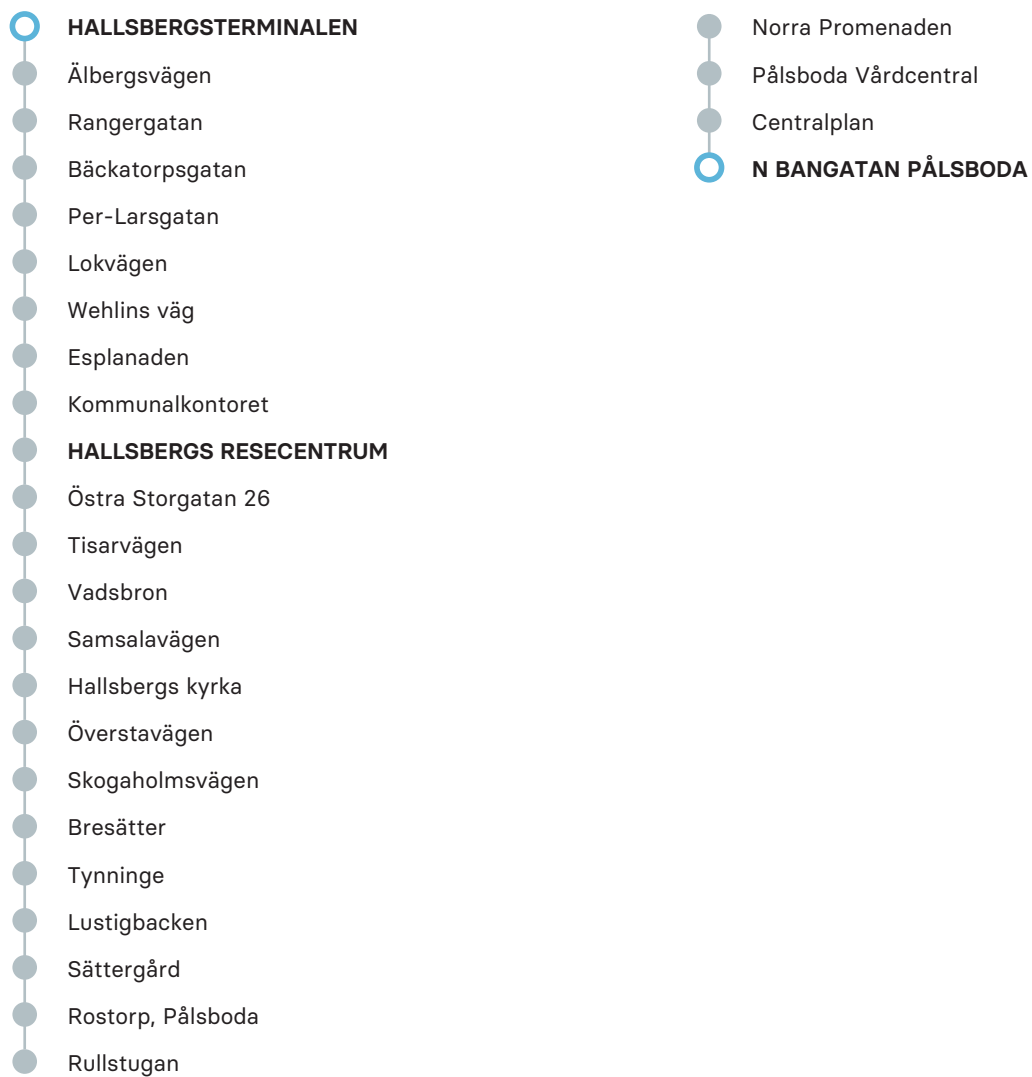 HALLSBERGSTERMINALEN
Älbergsvägen
Rangergatan
Bäckatorpsgatan
Per-Larsgatan
Lokvägen
Wehlins väg
Esplanaden
Kommunalkontoret
HALLSBERGS RESECENTRUM
Östra Storgatan 26
Tisarvägen
Vadsbron
Samsalavägen
Hallsbergs kyrka
Överstavägen
Skogaholmsvägen
Bresätter
Tynninge
Lustigbacken
Sättergård
Rostorp, Pålsboda
Rullstugan
Norra Promenaden
Pålsboda Vårdcentral
Centralplan
N BANGATAN PÅLSBODA